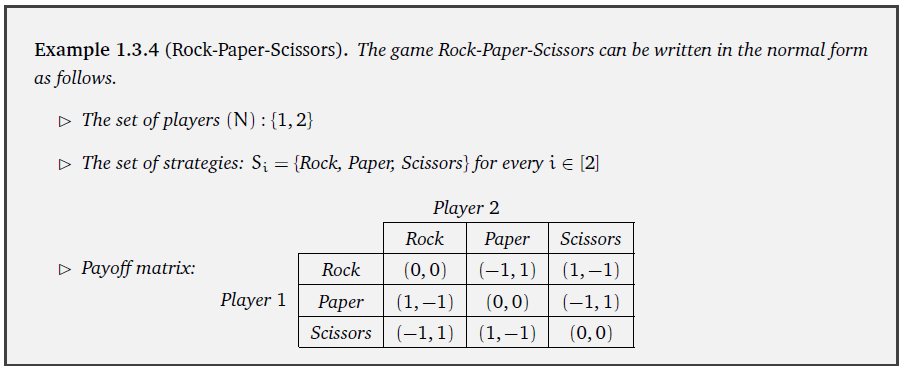 Example 1.3.4 (Rock-Paper-Scissors). The game Rock-Paper-Scissors can be written in the normal form
as follows.
▷ The set of players (N) : {1, 2}
▷ The set of strategies: Sᵢ = {Rock, Paper, Scissors} for every i ∈ [2]
Player 2
Rock Paper Scissors
▷ Payoff matrix: Rock (0, 0) (−1, 1) (1, −1)
Player 1 Paper (1, −1) (0, 0) (−1, 1)
Scissors (−1, 1) (1, −1) (0, 0)